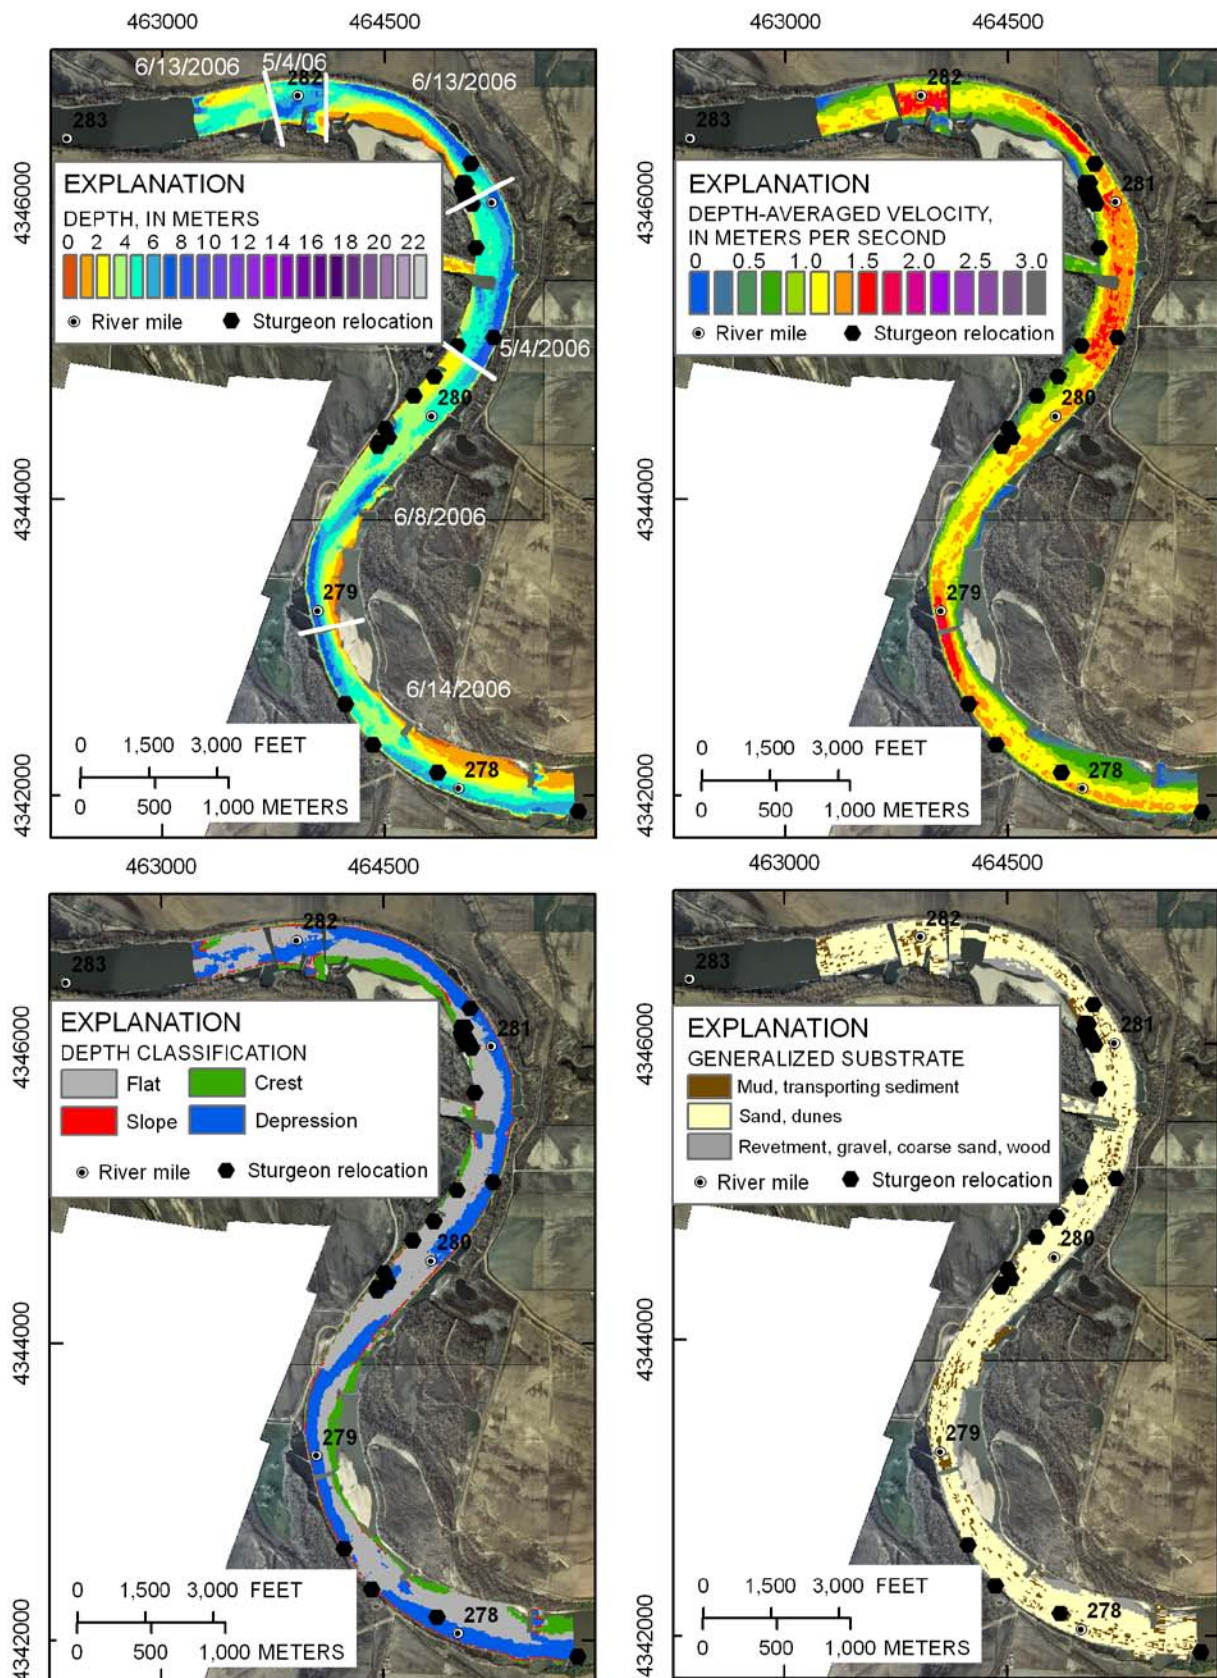 463000 464500
6/13/2006 5/4/06 6/13/2006
282
283
EXPLANATION
DEPTH, IN METERS
0 2 4 6 8 10 12 14 16 18 20 22
River mile Sturgeon relocation
5/4/2006
280
6/8/2006
279
6/14/2006
278
0 1,500 3,000 FEET
0 500 1,000 METERS
4346000
4344000
4342000
463000 464500
282
283
281
EXPLANATION
DEPTH-AVERAGED VELOCITY,
IN METERS PER SECOND
0 0.5 1.0 1.5 2.0 2.5 3.0
River mile Sturgeon relocation
280
279
278
0 1,500 3,000 FEET
0 500 1,000 METERS
4346000
4344000
4342000
463000 464500
282
283
281
EXPLANATION
DEPTH CLASSIFICATION
Flat Crest
Slope Depression
River mile Sturgeon relocation
280
279
278
0 1,500 3,000 FEET
0 500 1,000 METERS
4346000
4344000
4342000
463000 464500
282
283
281
EXPLANATION
GENERALIZED SUBSTRATE
Mud, transporting sediment
Sand, dunes
Revetment, gravel, coarse sand, wood
River mile Sturgeon relocation
280
279
278
0 1,500 3,000 FEET
0 500 1,000 METERS
4346000
4344000
4342000